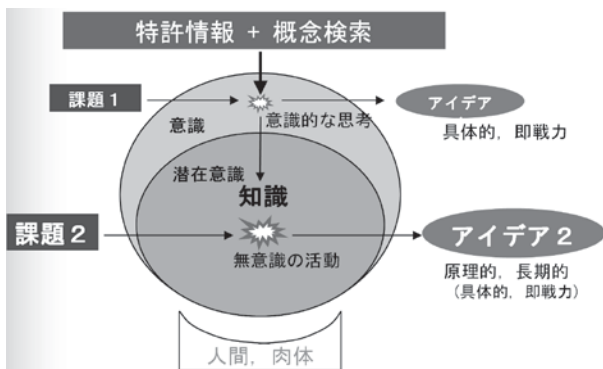 特許情報 + 概念検索
課題1
意識
意識的な思考
アイデア
具体的, 即戦力
潜在意識
知識
課題2
無意識の活動
アイデア2
原理的, 長期的
(具体的, 即戦力)
人間, 肉体